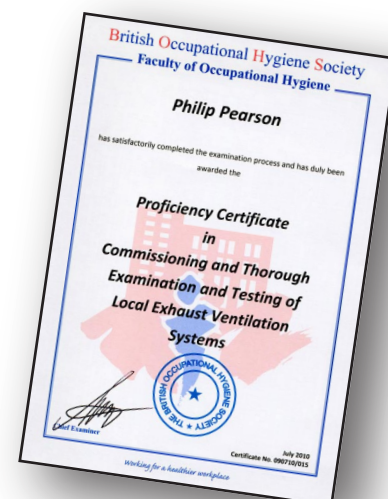 British Occupational Hygiene Society
Faculty of Occupational Hygiene
Philip Pearson
has satisfactorily completed the examination process and has duly been
awarded the
Proficiency Certificate
in
Commissioning and Thorough
Examination and Testing of
Local Exhaust Ventilation
Systems
THE BRITISH OCCUPATIONAL HYGIENE SOCIETY
Chief Examiner
July 2010
Certificate No. 090710/015
Working for a healthier workplace